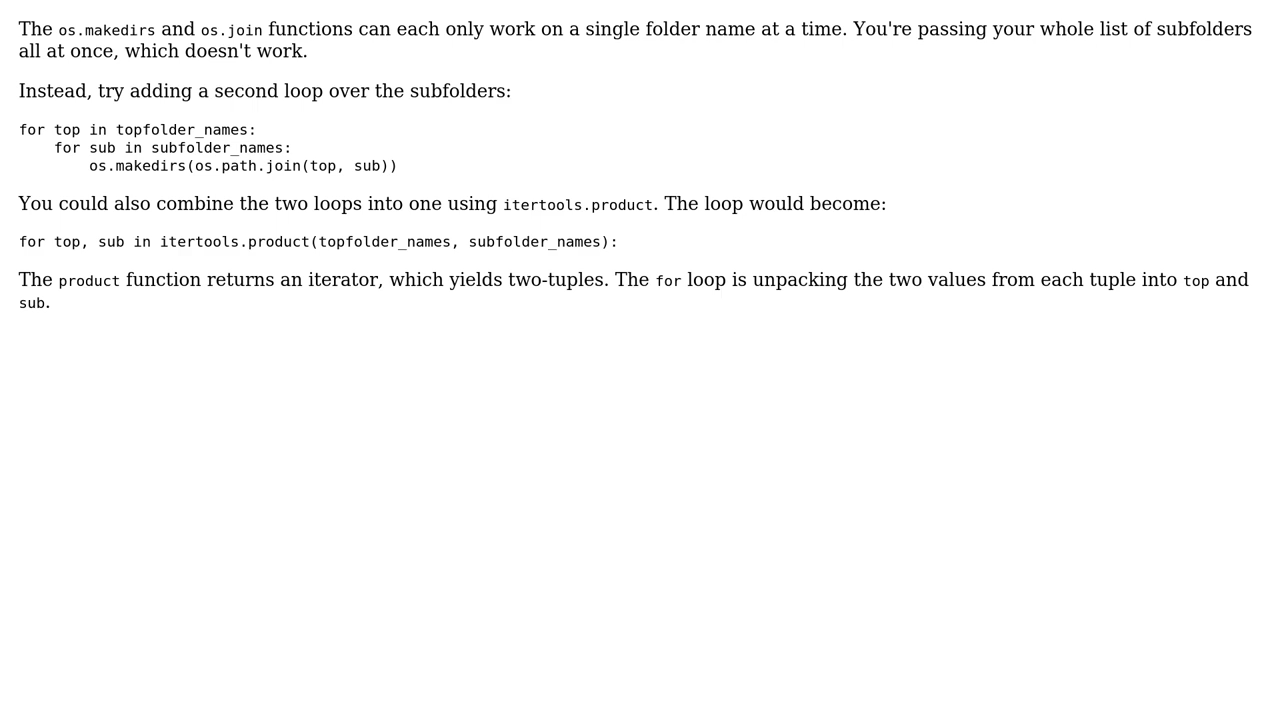 The os.makedirs and os.join functions can each only work on a single folder name at a time. You're passing your whole list of subfolders
all at once, which doesn't work.
Instead, try adding a second loop over the subfolders:
for top in topfolder_names:
    for sub in subfolder_names:
        os.makedirs(os.path.join(top, sub))
You could also combine the two loops into one using itertools.product. The loop would become:
for top, sub in itertools.product(topfolder_names, subfolder_names):
The product function returns an iterator, which yields two-tuples. The for loop is unpacking the two values from each tuple into top and
sub.